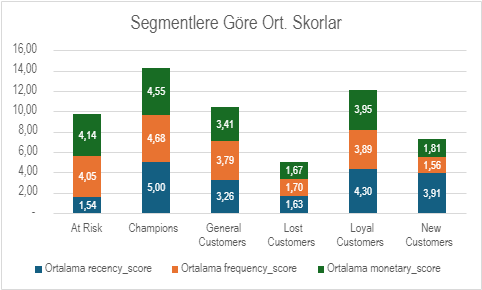 Segmentlere Göre Ort. Skorlar
16,00
14,00
12,00
10,00
8,00
6,00
4,00
2,00
-
4,14
4,05
1,54
4,55
4,68
5,00
3,41
3,79
3,26
1,67
1,70
1,63
3,95
3,89
4,30
1,81
1,56
3,91
At Risk
Champions
General
Customers
Lost
Customers
Loyal
Customers
New
Customers
Ortalama recency_score
Ortalama frequency_score
Ortalama monetary_score